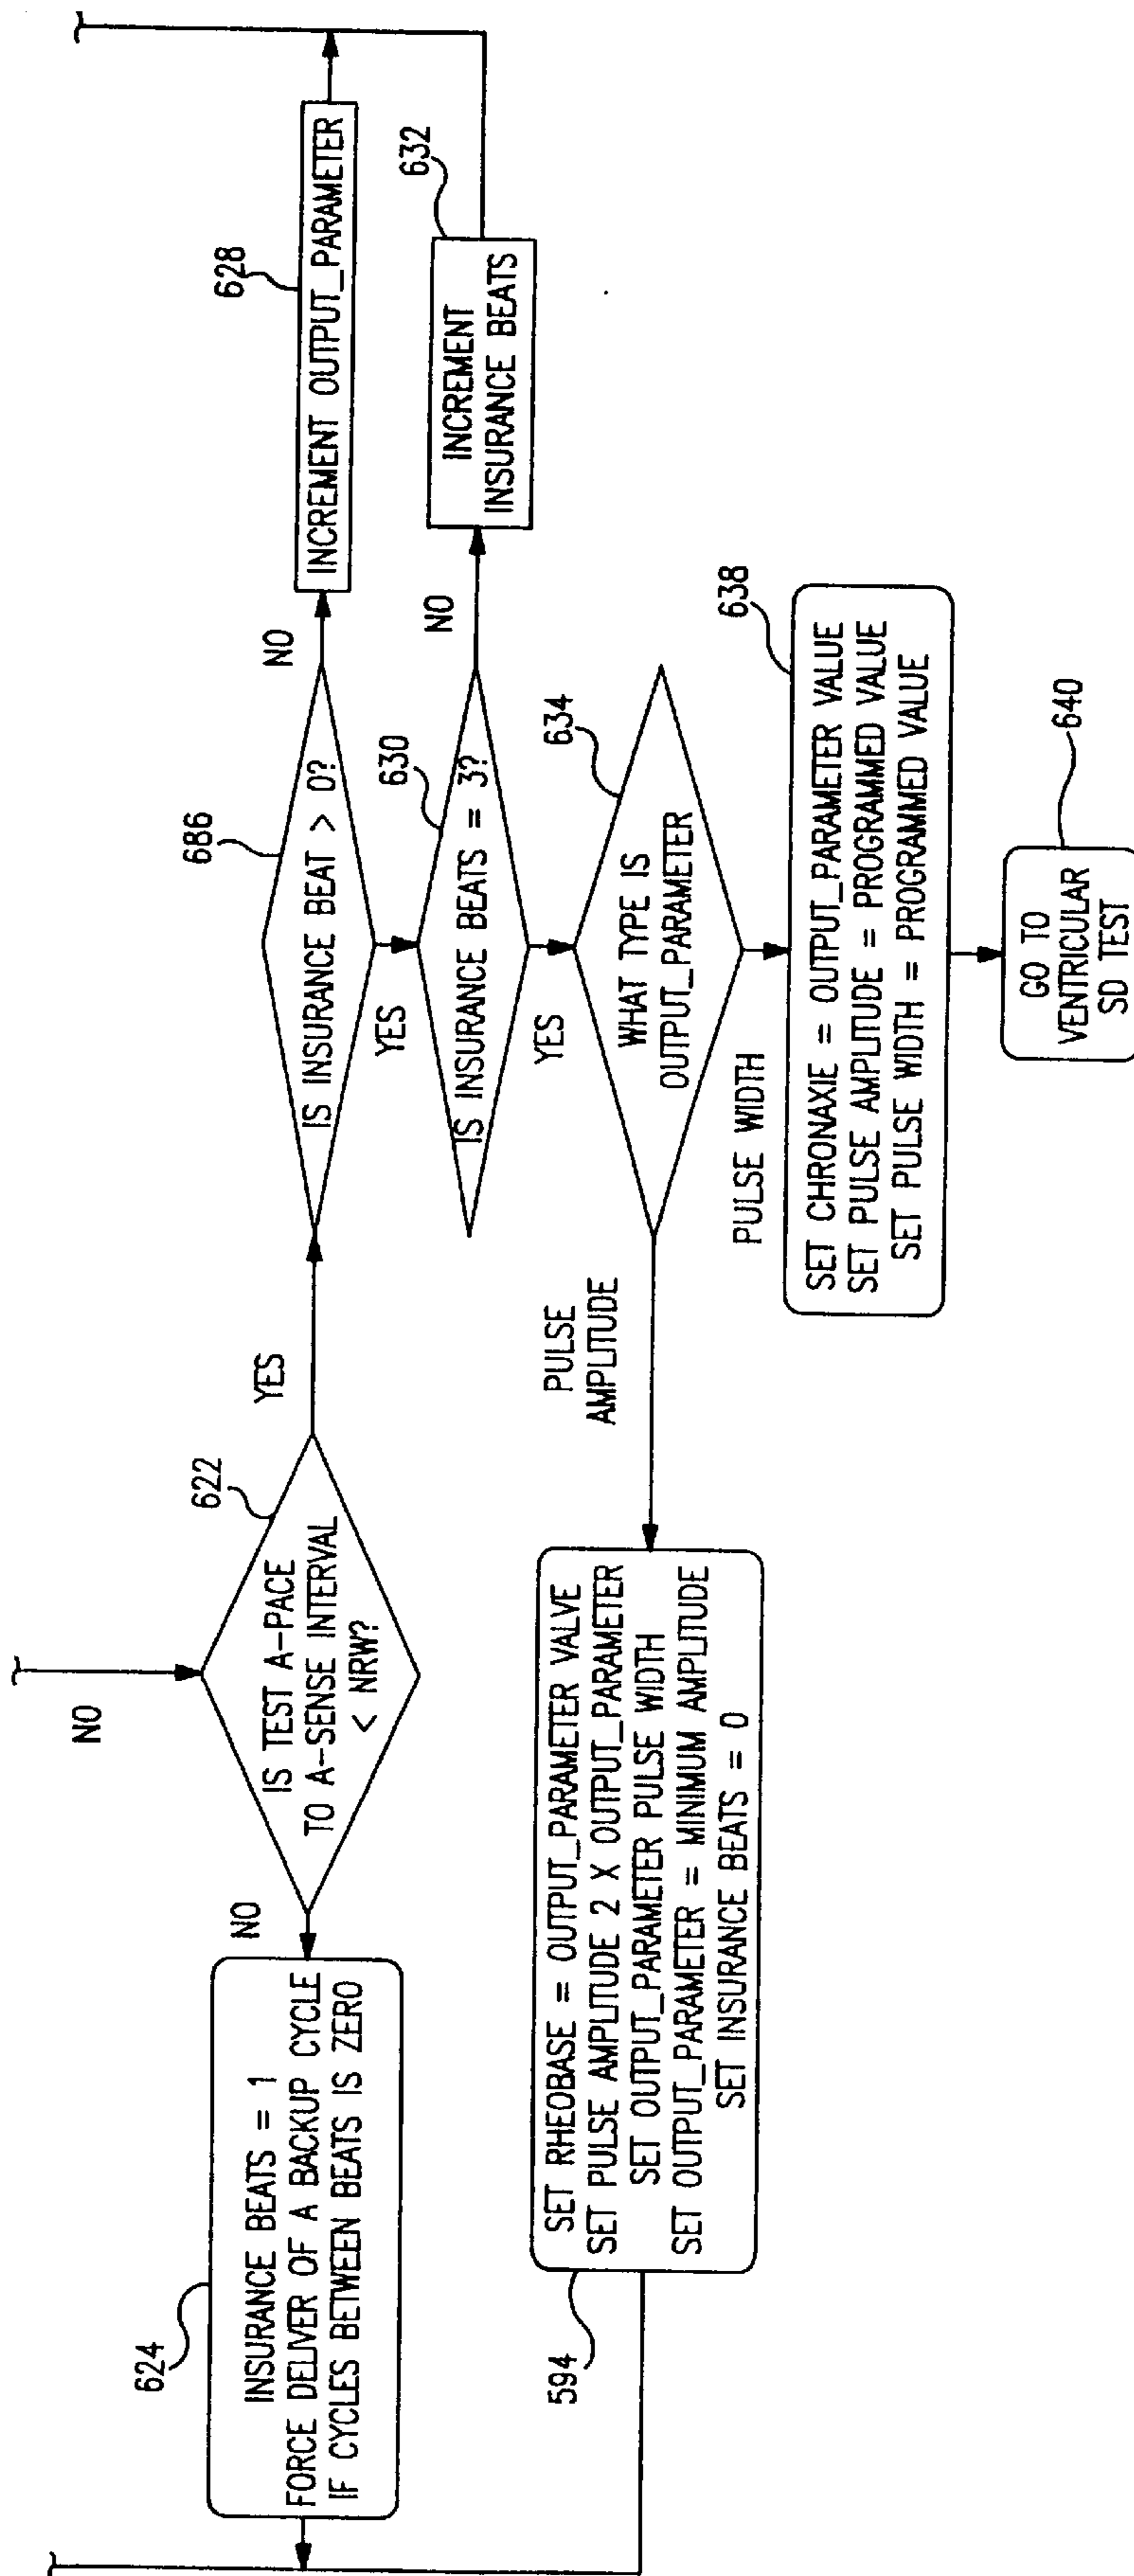 NO
622
IS TEST A-PACE
TO A-SENSE INTERVAL
< NRW?
NO
YES
624
INSURANCE BEATS = 1
FORCE DELIVER OF A BACKUP CYCLE
IF CYCLES BETWEEN BEATS IS ZERO
686
IS INSURANCE BEAT > 0?
NO
628
INCREMENT OUTPUT_PARAMETER
YES
630
IS INSURANCE BEATS = 3?
NO
632
INCREMENT
INSURANCE BEATS
YES
634
WHAT TYPE IS
OUTPUT_PARAMETER
PULSE
AMPLITUDE
PULSE WIDTH
594
SET RHEOBASE = OUTPUT_PARAMETER VALVE
SET PULSE AMPLITUDE 2 X OUTPUT_PARAMETER
SET OUTPUT_PARAMETER PULSE WIDTH
SET OUTPUT_PARAMETER = MINIMUM AMPLITUDE
SET INSURANCE BEATS = 0
638
SET CHRONAXIE = OUTPUT_PARAMETER VALUE
SET PULSE AMPLITUDE = PROGRAMMED VALUE
SET PULSE WIDTH = PROGRAMMED VALUE
640
GO TO
VENTRICULAR
SD TEST